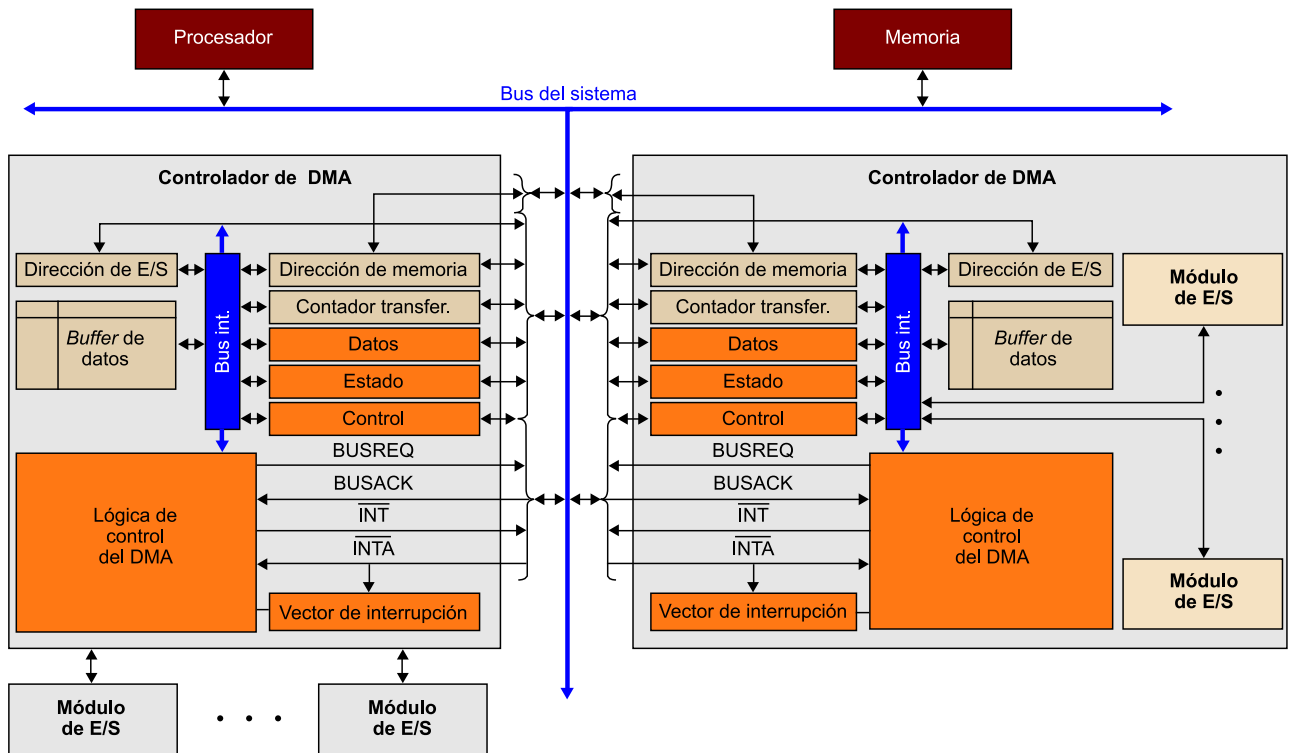 Procesador
Memoria
Bus del sistema
Controlador de DMA
Dirección de E/S
Buffer de
datos
Bus int.
Dirección de memoria
Contador transfer.
Datos
Estado
Control
BUSREQ
BUSACK
INT
INTA
Lógica de
control
del DMA
Vector de interrupción
Módulo
de E/S
Módulo
de E/S
Controlador de DMA
Dirección de memoria
Contador transfer.
Datos
Estado
Control
Bus int.
Dirección de E/S
Buffer de
datos
Módulo
de E/S
BUSREQ
BUSACK
INT
INTA
Lógica de
control
del DMA
Vector de interrupción
Módulo
de E/S